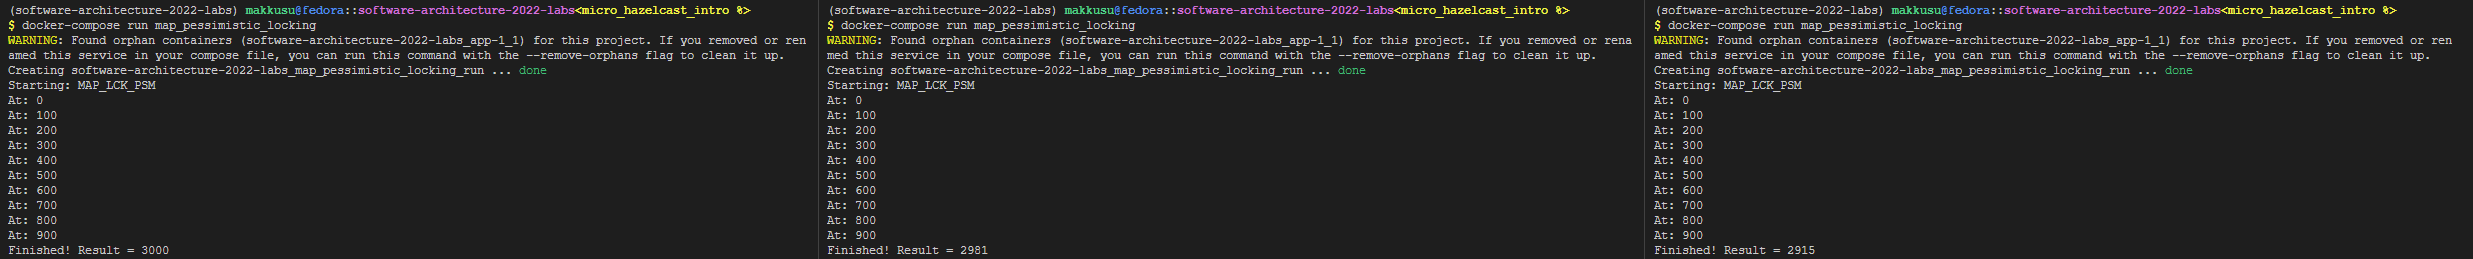 (software-architecture-2022-labs) makkusu@fedora::software-architecture-2022-labs<micro_hazelcast_intro %>
$ docker-compose run map_pessimistic_locking
WARNING: Found orphan containers (software-architecture-2022-labs_app-1_1) for this project. If you removed or ren
amed this service in your compose file, you can run this command with the --remove-orphans flag to clean it up.
Creating software-architecture-2022-labs_map_pessimistic_locking_run ... done
Starting: MAP_LCK_PSM
At: 0
At: 100
At: 200
At: 300
At: 400
At: 500
At: 600
At: 700
At: 800
At: 900
Finished! Result = 3000
(software-architecture-2022-labs) makkusu@fedora::software-architecture-2022-labs<micro_hazelcast_intro %>
$ docker-compose run map_pessimistic_locking
WARNING: Found orphan containers (software-architecture-2022-labs_app-1_1) for this project. If you removed or rena
med this service in your compose file, you can run this command with the --remove-orphans flag to clean it up.
Creating software-architecture-2022-labs_map_pessimistic_locking_run ... done
Starting: MAP_LCK_PSM
At: 0
At: 100
At: 200
At: 300
At: 400
At: 500
At: 600
At: 700
At: 800
At: 900
Finished! Result = 2981
(software-architecture-2022-labs) makkusu@fedora::software-architecture-2022-labs<micro_hazelcast_intro %>
$ docker-compose run map_pessimistic_locking
WARNING: Found orphan containers (software-architecture-2022-labs_app-1_1) for this project. If you removed or ren
amed this service in your compose file, you can run this command with the --remove-orphans flag to clean it up.
Creating software-architecture-2022-labs_map_pessimistic_locking_run ... done
Starting: MAP_LCK_PSM
At: 0
At: 100
At: 200
At: 300
At: 400
At: 500
At: 600
At: 700
At: 800
At: 900
Finished! Result = 2915